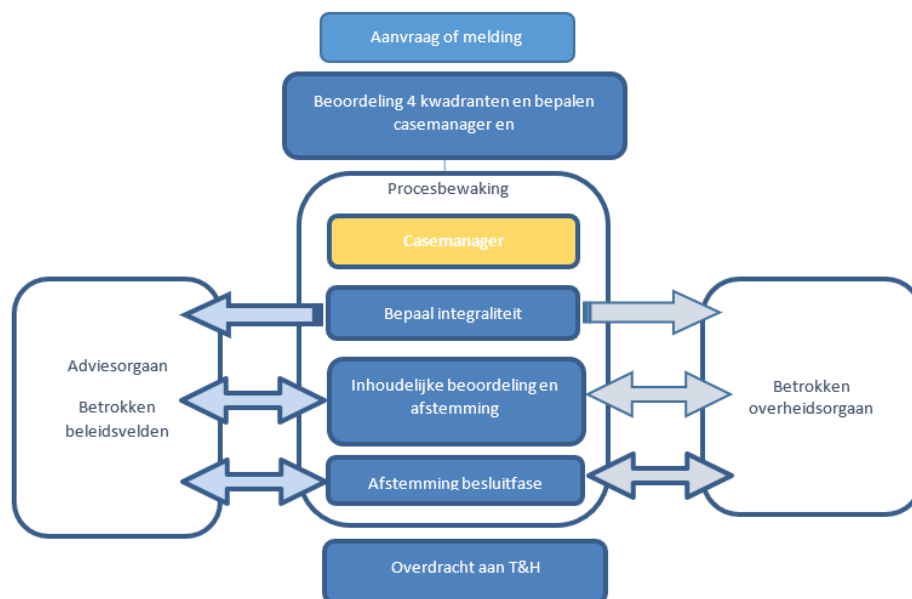 Aanvraag of melding
Beoordeling 4 kwadranten en bepalen
casemanager en
Procesbewaking
Casemanager
Bepaal integraliteit
Adviesorgaan
Betrokken
beleidsvelden
Inhoudelijke beoordeling en
afstemming
Betrokken
overheidsorgaan
Afstemming besluitfase
Overdracht aan T&H